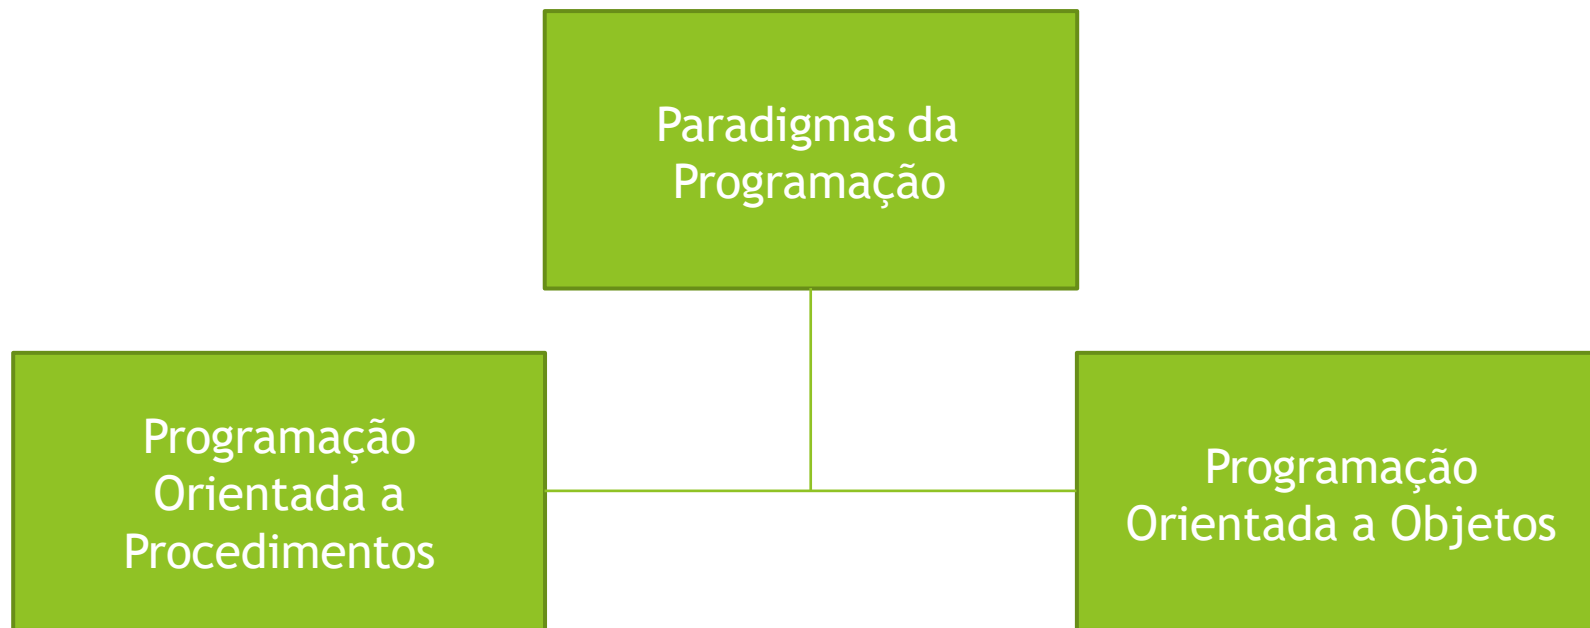 Paradigmas da
Programação
Programação
Orientada a
Procedimentos
Programação
Orientada a Objetos